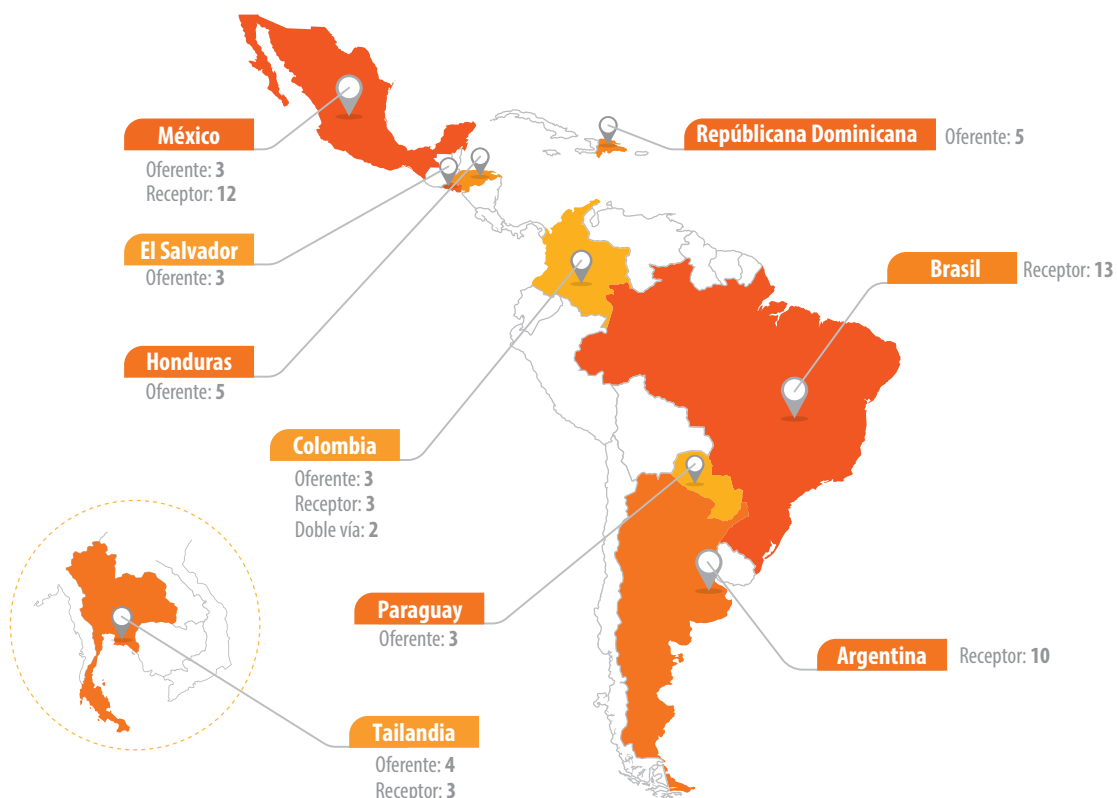 México
Oferente: 3
Receptor: 12
Repúblicana Dominicana
Oferente: 5
El Salvador
Oferente: 3
Brasil
Receptor: 13
Honduras
Oferente: 5
Colombia
Oferente: 3
Receptor: 3
Doble vía: 2
Paraguay
Oferente: 3
Argentina
Receptor: 10
Tailandia
Oferente: 4
Receptor: 3